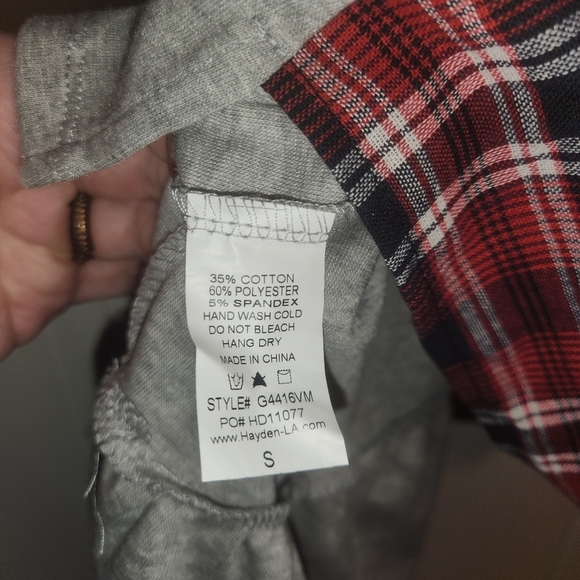 35% COTTON
60% POLYESTER
5% SPANDEX
HAND WASH COLD
DO NOT BLEACH
HANG DRY
MADE IN CHINA
STYLE# G4416VM
PO# HD11077
www.Hayden-LA.com
S